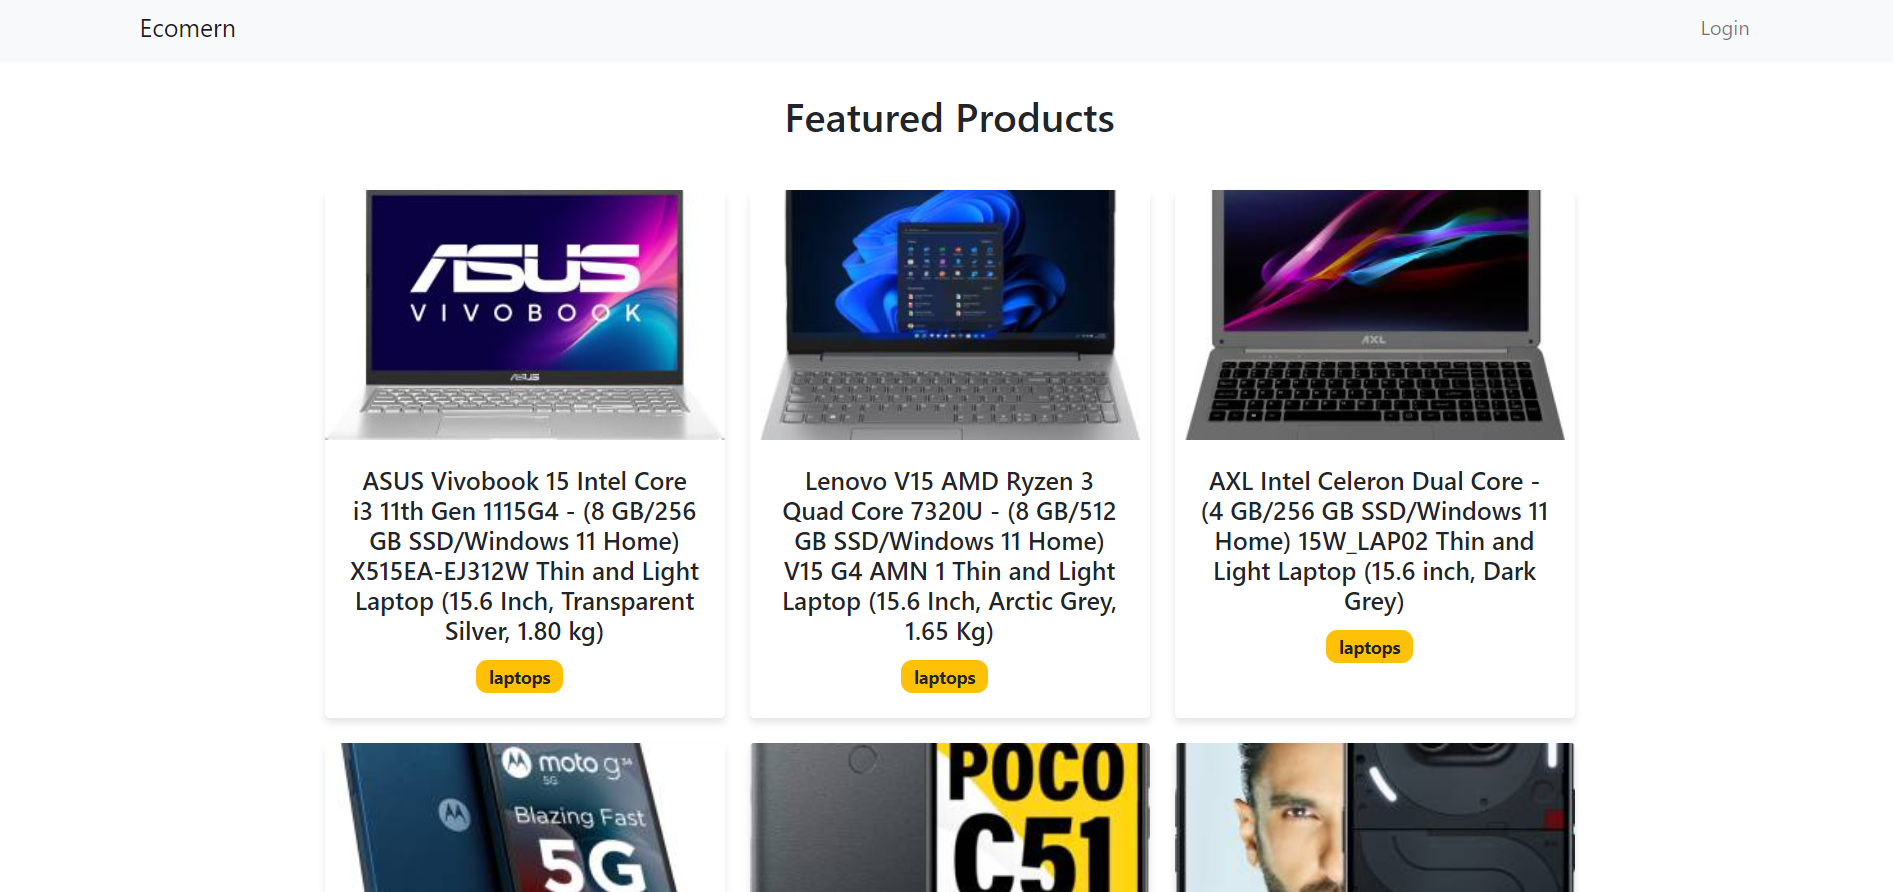 Ecomern
Login
Featured Products
ASUS
VIVOBOOK
ASUS
AXL
ASUS Vivobook 15 Intel Core
i3 11th Gen 1115G4 - (8 GB/256
GB SSD/Windows 11 Home)
X515EA-EJ312W Thin and Light
Laptop (15.6 Inch, Transparent
Silver, 1.80 kg)
laptops
Lenovo V15 AMD Ryzen 3
Quad Core 7320U - (8 GB/512
GB SSD/Windows 11 Home)
V15 G4 AMN 1 Thin and Light
Laptop (15.6 Inch, Arctic Grey,
1.65 Kg)
laptops
AXL Intel Celeron Dual Core -
(4 GB/256 GB SSD/Windows 11
Home) 15W_LAP02 Thin and
Light Laptop (15.6 inch, Dark
Grey)
laptops
moto g34
5G
Blazing Fast
5G
POCO
C51